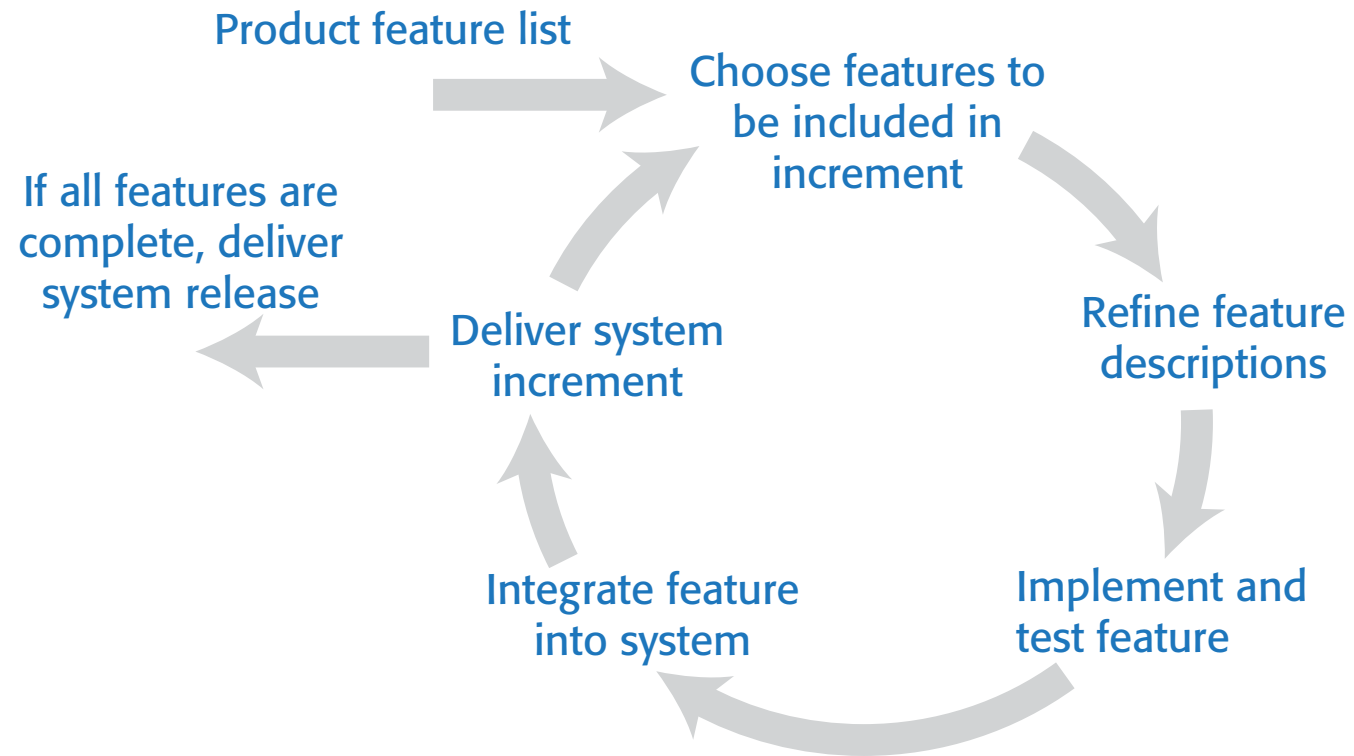 Product feature list
Choose features to
be included in
increment
Refine feature
descriptions
Implement and
test feature
Integrate feature
into system
Deliver system
increment
If all features are
complete, deliver
system release